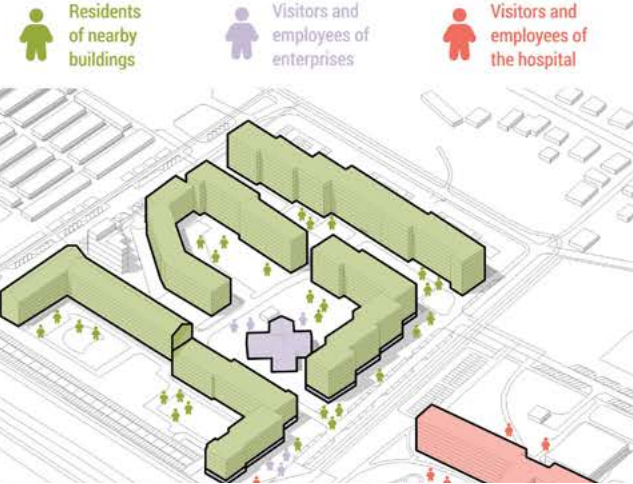 Residents
of nearby
buildings
Visitors and
employees of
enterprises
Visitors and
employees of
the hospital